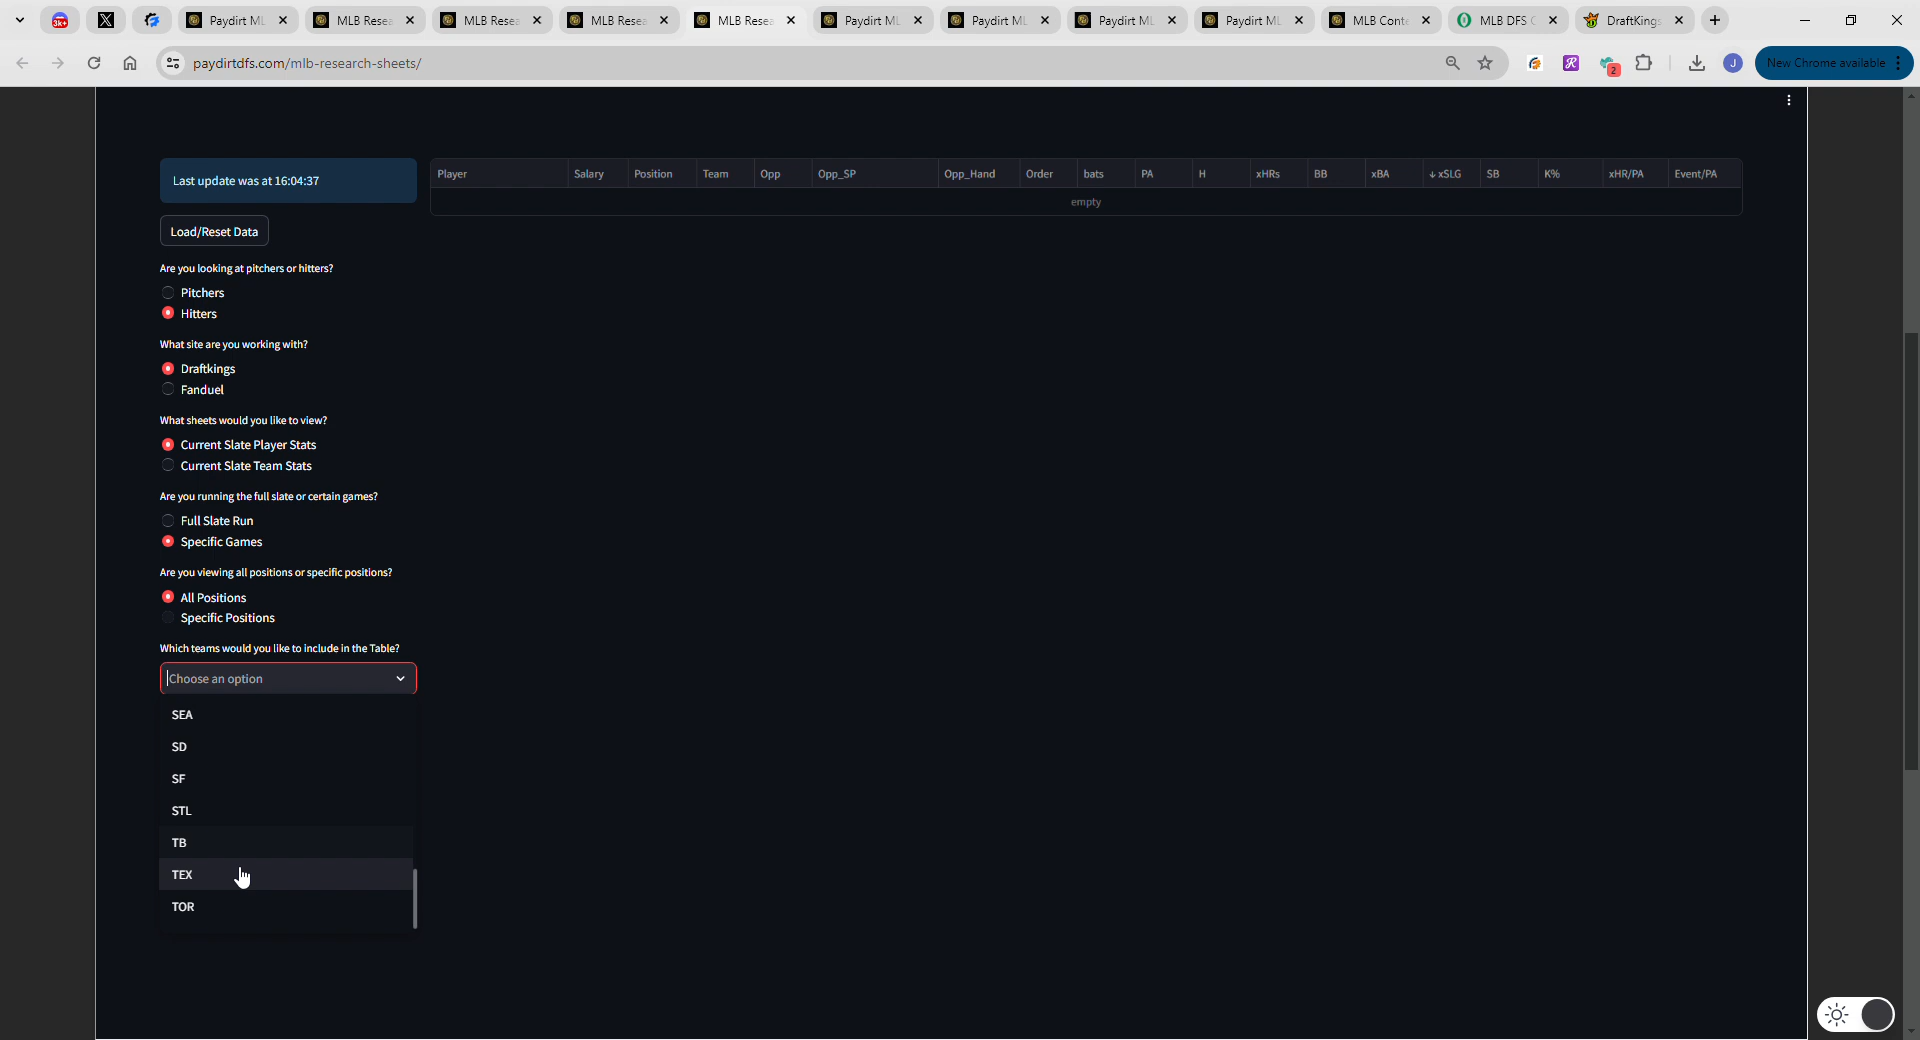 3k+
Paydirt ML
MLB Resea
MLB Resea
MLB Resea
MLB Resea
Paydirt ML
Paydirt ML
Paydirt ML
Paydirt ML
MLB Cont
MLB DFS
DraftKing
paydirtdfs.com/mlb-research-sheets/
2
J
New Chrome available
Last update was at 16:04:37
Load/Reset Data
Player Salary Position Team Opp Opp_SP Opp_Hand Order bats PA H xHRs BB xBA ↓ xSLG SB K% xHR/PA Event/PA
empty
Are you looking at pitchers or hitters?
Pitchers
Hitters
What site are you working with?
Draftkings
Fanduel
What sheets would you like to view?
Current Slate Player Stats
Current Slate Team Stats
Are you running the full slate or certain games?
Full Slate Run
Specific Games
Are you viewing all positions or specific positions?
All Positions
Specific Positions
Which teams would you like to include in the Table?
Choose an option
SEA
SD
SF
STL
TB
TEX
TOR